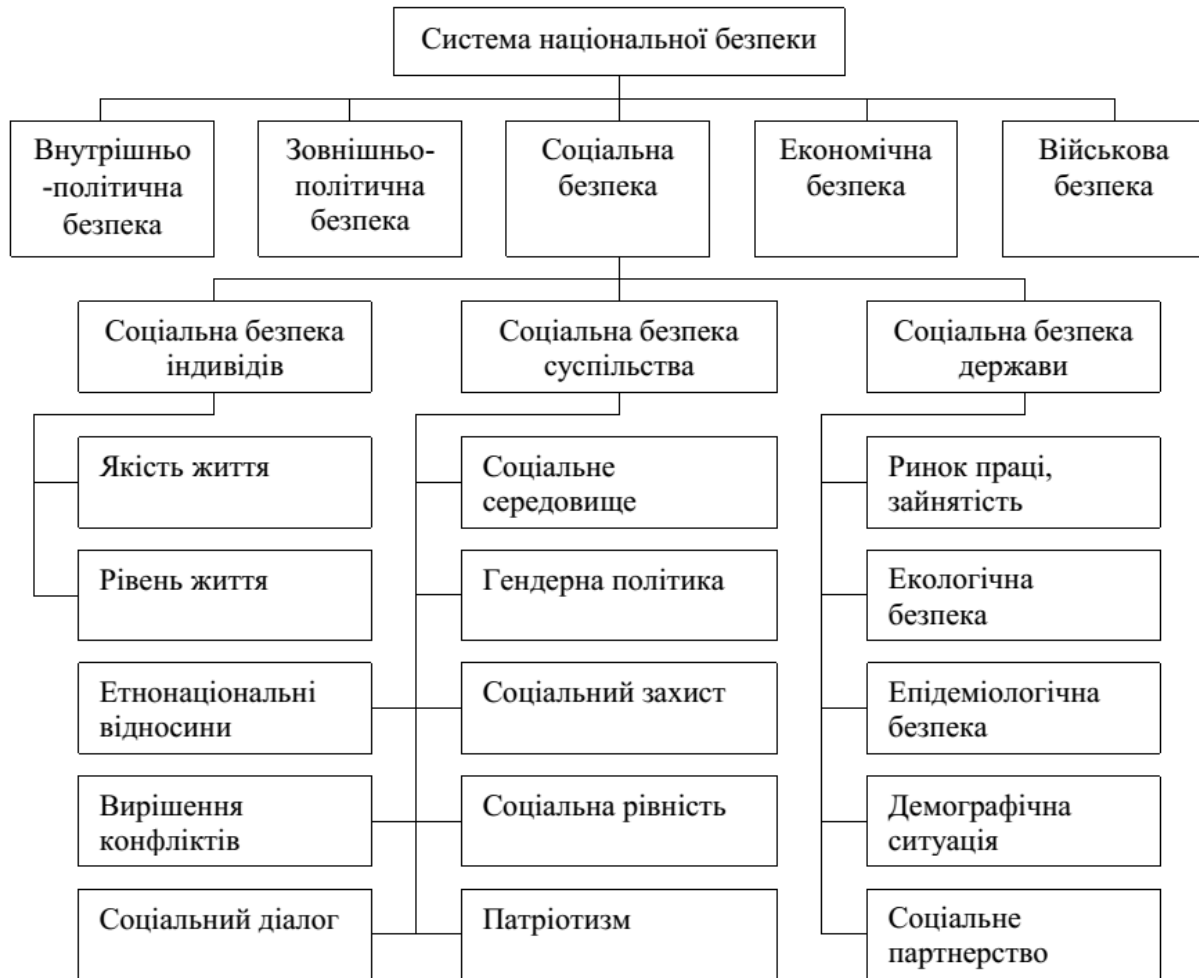 Система національної безпеки
Внутрішньо
-політична
безпека
Зовнішньо-
політична
безпека
Соціальна
безпека
Економічна
безпека
Військова
безпека
Соціальна безпека
індивідів
Соціальна безпека
суспільства
Соціальна безпека
держави
Якість життя
Соціальне
середовище
Ринок праці,
зайнятість
Рівень життя
Гендерна політика
Екологічна
безпека
Етнонаціональні
відносини
Соціальний захист
Епідеміологічна
безпека
Вирішення
конфліктів
Соціальна рівність
Демографічна
ситуація
Соціальний діалог
Патріотизм
Соціальне
партнерство